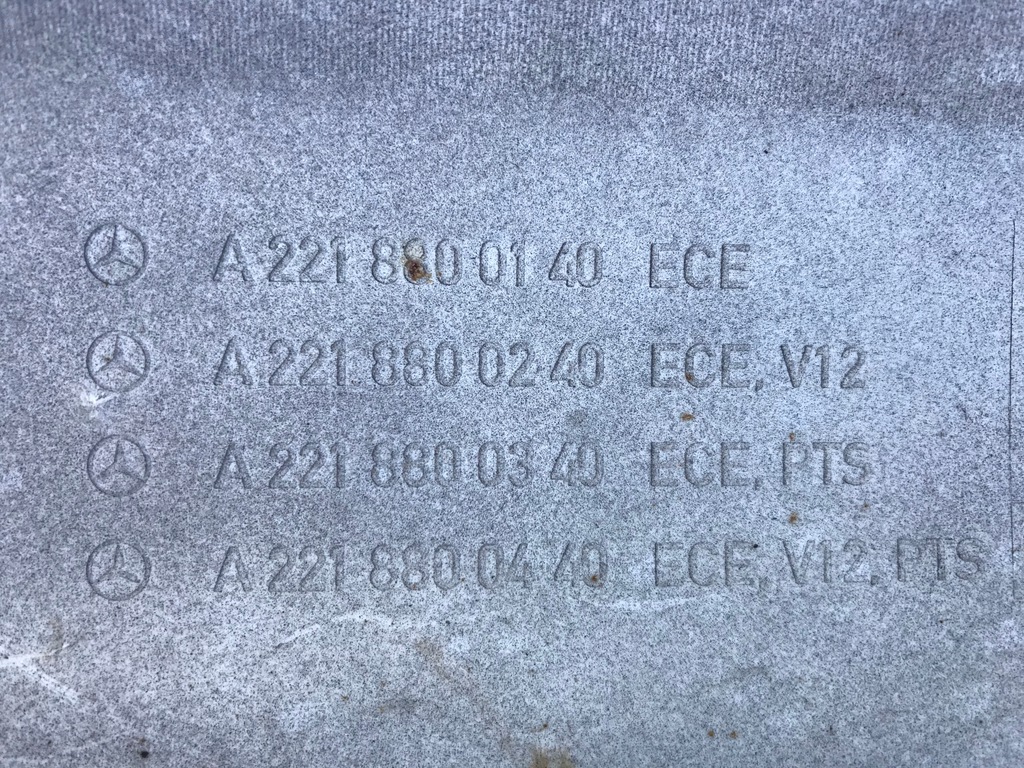 A 221 880 01 40 ECE
A 221 880 02 40 ECE, V12
A 221 880 03 40 ECE, PTS
A 221 880 04 40 ECE, V12, PTS